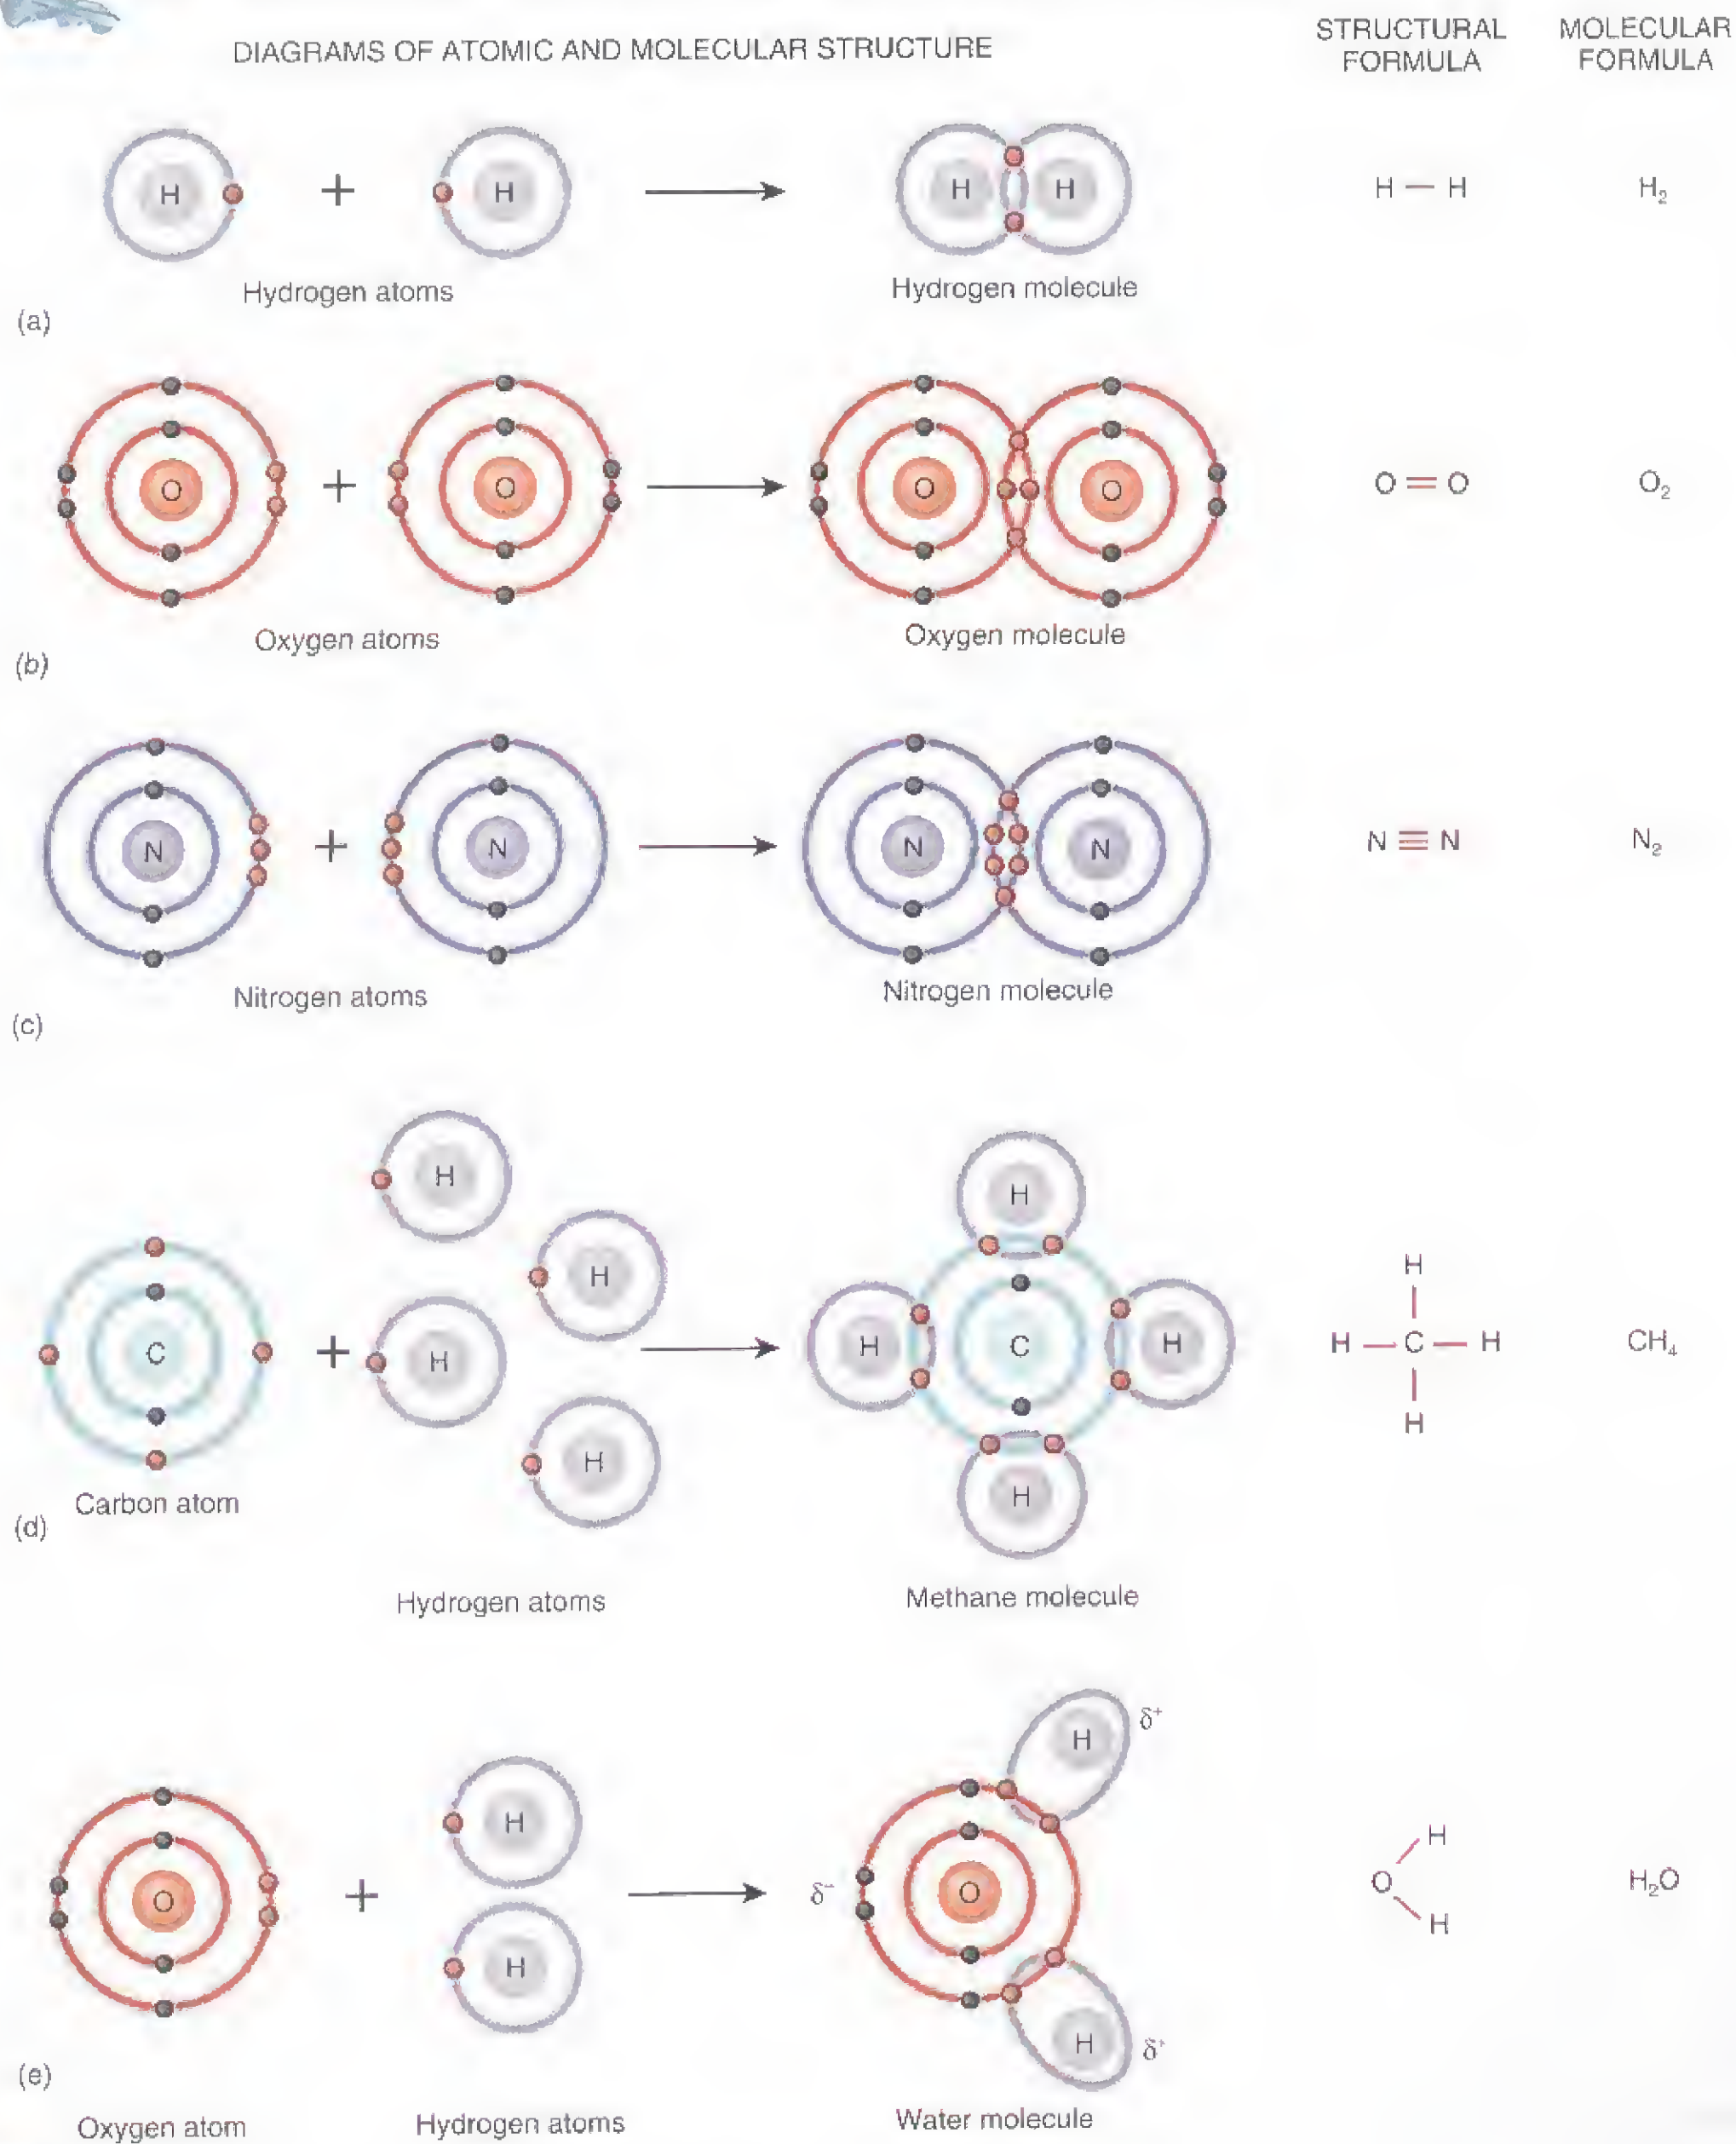 DIAGRAMS OF ATOMIC AND MOLECULAR STRUCTURE
STRUCTURAL FORMULA
MOLECULAR FORMULA
H + H H H H — H H₂
Hydrogen atoms Hydrogen molecule
(a)
O + O O O O = O O₂
Oxygen atoms Oxygen molecule
(b)
N + N N N N ≡ N N₂
Nitrogen atoms Nitrogen molecule
(c)
H
H
H
C + H H C H
H
H
H
H — C — H
H
CH₄
Carbon atom
(d)
Hydrogen atoms Methane molecule
H δ⁺
O + H
H
δ⁻ O
H δ⁺
H
O
H
H₂O
(e)
Oxygen atom Hydrogen atoms Water molecule